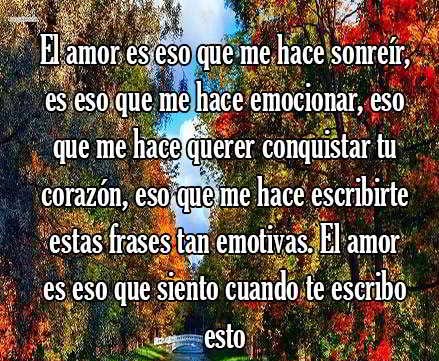 El amor es eso que me hace sonreír,
es eso que me hace emocionar, eso
que me hace querer conquistar tu
corazón, eso que me hace escribirte
estas frases tan emotivas. El amor
es eso que siento cuando te escribo
esto